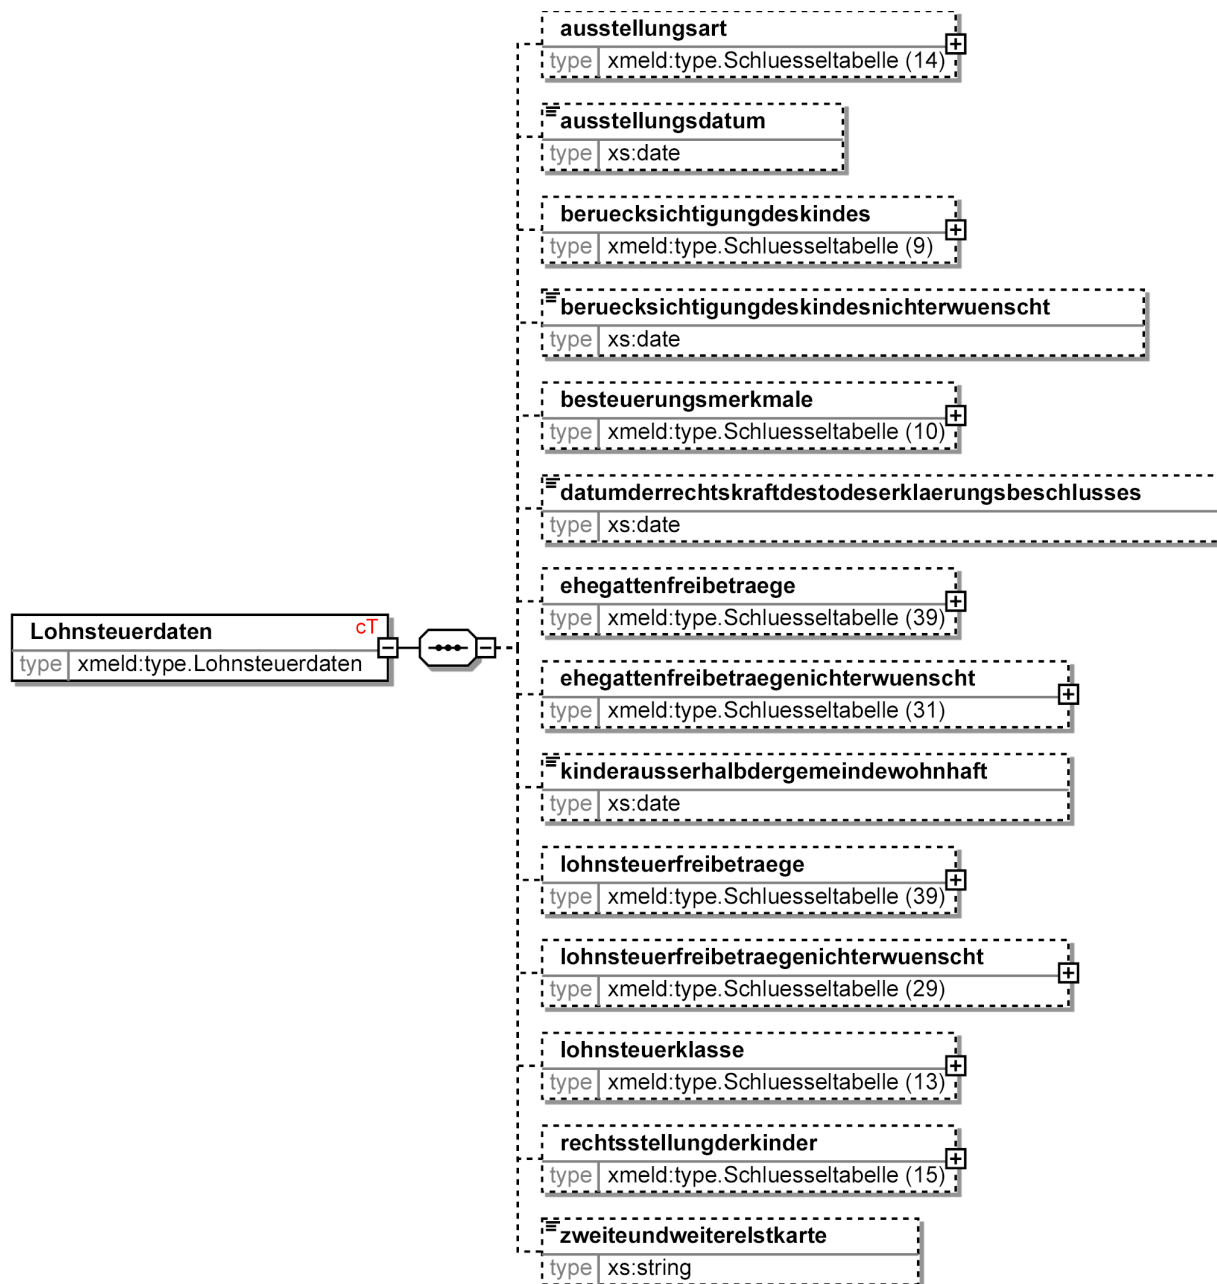 ausstellungsart
type xmeld:type.Schluesseltabelle (14)
ausstellungsdatum
type xs:date
beruecksichtigungdeskindes
type xmeld:type.Schluesseltabelle (9)
beruecksichtigungdeskindesnichterwuenscht
type xs:date
besteuerungsmerkmale
type xmeld:type.Schluesseltabelle (10)
datumderrechtskraftdestodeserklaerungsbeschlusses
type xs:date
ehegattenfreibetraege
type xmeld:type.Schluesseltabelle (39)
Lohnsteuerdaten cT
type xmeld:type.Lohnsteuerdaten
ehegattenfreibetraegenichterwuenscht
type xmeld:type.Schluesseltabelle (31)
kinderausserhalbdergemeindewohnhaft
type xs:date
lohnsteuerfreibetraege
type xmeld:type.Schluesseltabelle (39)
lohnsteuerfreibetraegenichterwuenscht
type xmeld:type.Schluesseltabelle (29)
lohnsteuerklasse
type xmeld:type.Schluesseltabelle (13)
rechtsstellungderkinder
type xmeld:type.Schluesseltabelle (15)
zweiteundweiterelstkarte
type xs:string